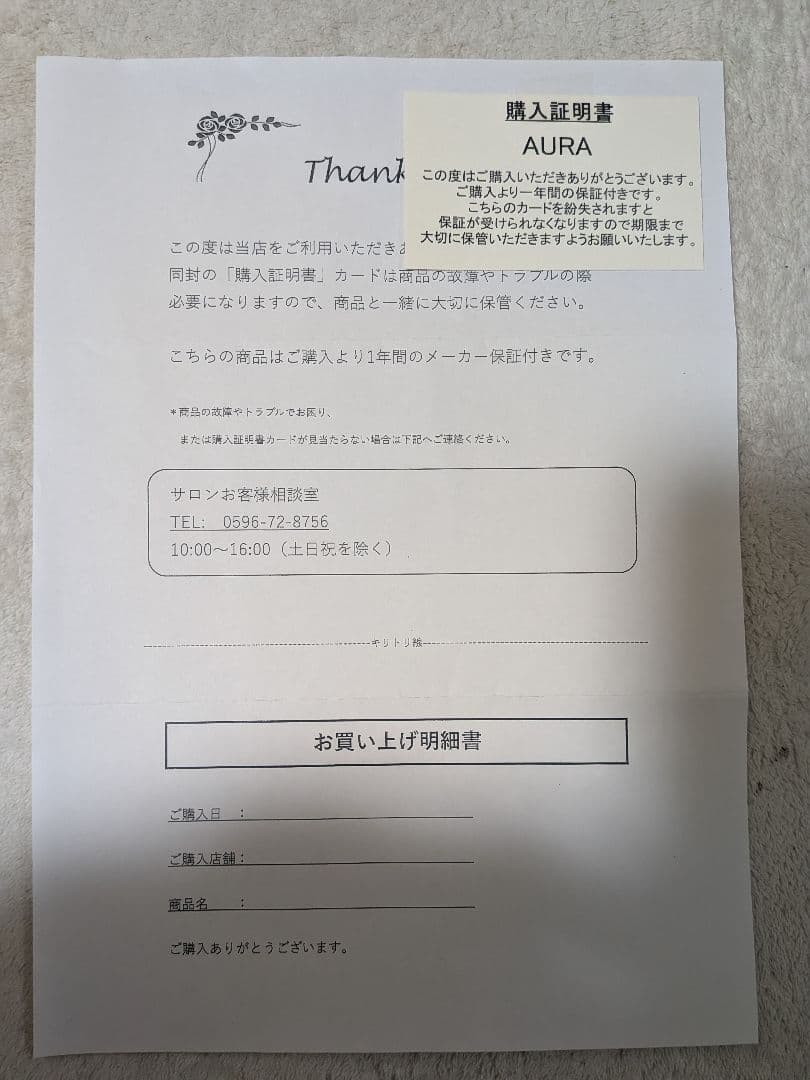 購入証明書
AURA
この度はご購入いただきありがとうございます。
ご購入より一年間の保証付きです。
こちらのカードを紛失されますと
保証が受けられなくなりますので期限まで
大切に保管いただきますようお願いいたします。
Thank
この度は当店をご利用いただき
同封の「購入証明書」カードは商品の故障やトラブルの際
必要になりますので、商品と一緒に大切に保管ください。
こちらの商品はご購入より1年間のメーカー保証付きです。
*商品の故障やトラブルでお困り、
または購入証明書カードが見当たらない場合は下記へご連絡ください。
サロンお客様相談室
TEL: 0596-72-8756
10:00～16:00（土日祝を除く）
キリトリ線
お買い上げ明細書
ご購入日 ：
ご購入店舗：
商品名 ：
ご購入ありがとうございます。